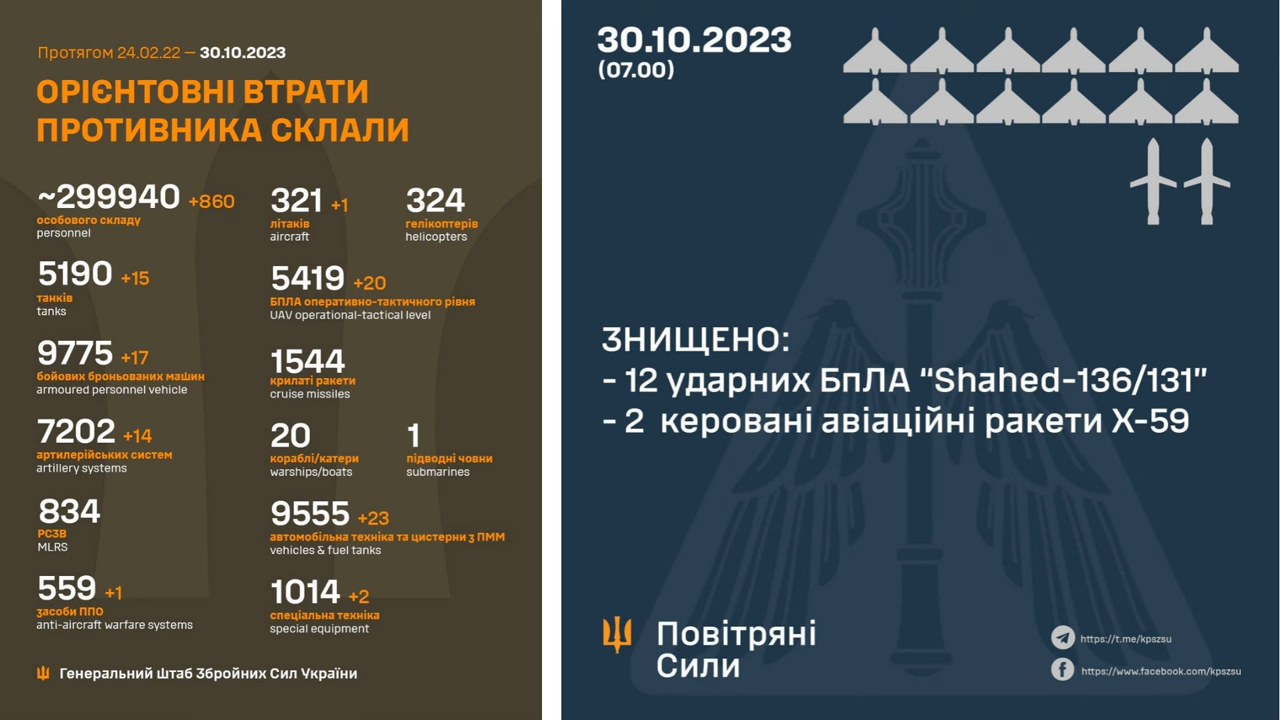 Протягом 24.02.22 — 30.10.2023
ОРІЄНТОВНІ ВТРАТИ
ПРОТИВНИКА СКЛАЛИ
~299940 +860
особового складу
personnel
321 +1
літаків
aircraft
324
гелікоптерів
helicopters
5190 +15
танків
tanks
5419 +20
БПЛА оперативно-тактичного рівня
UAV operational-tactical level
9775 +17
бойових броньованих машин
armoured personnel vehicle
1544
крилаті ракети
cruise missiles
7202 +14
артилерійських систем
artillery systems
20
кораблі/катери
warships/boats
1
підводні човни
submarines
834
РСЗВ
MLRS
9555 +23
автомобільна техніка та цистерни з ПММ
vehicles & fuel tanks
559 +1
засоби ППО
anti-aircraft warfare systems
1014 +2
спеціальна техніка
special equipment
Генеральний Штаб Збройних Сил України
30.10.2023
(07.00)
ЗНИЩЕНО:
- 12 ударних БпЛА “Shahed-136/131”
- 2 керовані авіаційні ракети Х-59
Повітряні
Сили
https://t.me/kpszsu
https://www.facebook.com/kpszsu